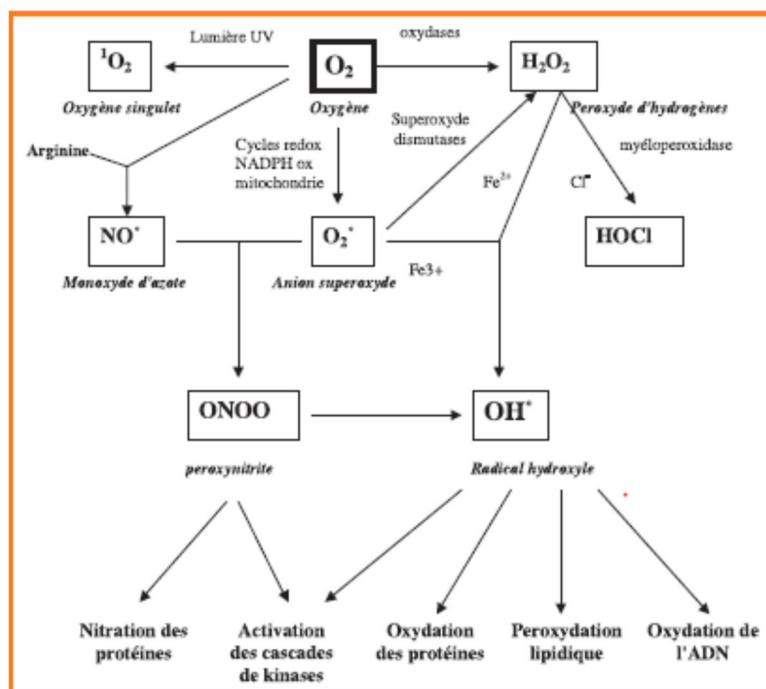 Lumière UV
oxydases
¹O₂
O₂
H₂O₂
Oxygène singulet
Oxygène
Peroxyde d'hydrogènes
Arginine
Cycles redox
NADPH ox
mitochondrie
Superoxyde
dismutases
myéloperoxidase
Fe²⁺
Cl⁻
NO•
O₂•
HOCl
Monoxyde d'azote
Anion superoxyde
Fe3+
ONOO
OH•
peroxynitrite
Radical hydroxyle
Nitration des
protéines
Activation
des cascades
de kinases
Oxydation
des protéines
Peroxydation
lipidique
Oxydation de
l'ADN